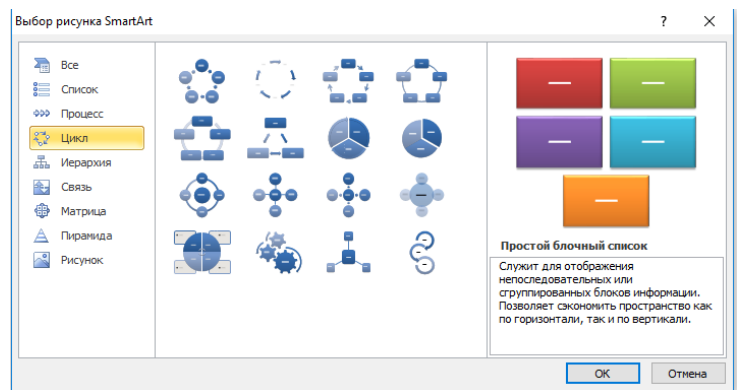 Выбор рисунка SmartArt
?
Все
Список
Процесс
Цикл
Иерархия
Связь
Матрица
Пирамида
Рисунок
Простой блочный список
Служит для отображения
непоследовательных или
сгруппированных блоков информации.
Позволяет сэкономить пространство как
по горизонтали, так и по вертикали.
ОК
Отмена